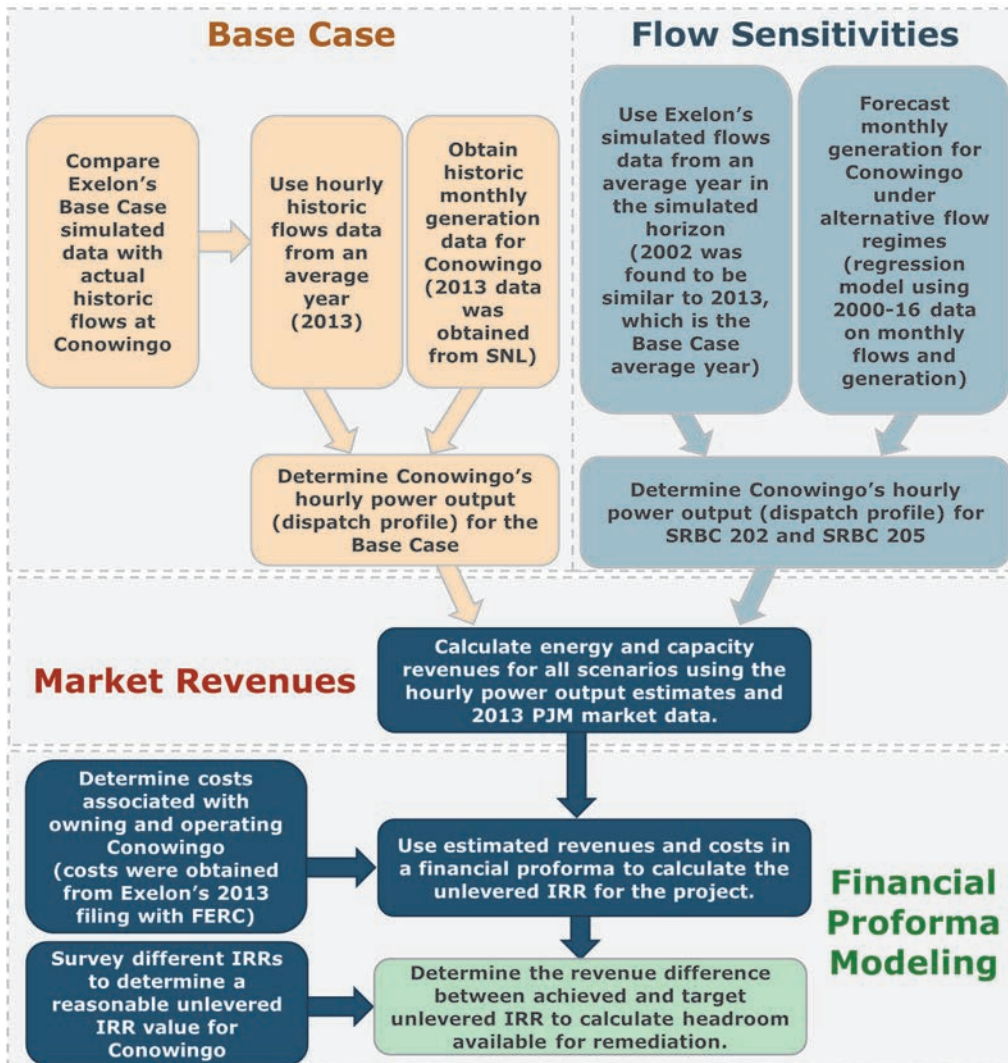 Base Case
Compare
Exelon's
Base Case
simulated
data with
actual
historic
flows at
Conowingo
Use hourly
historic
flows data
from an
average
year
(2013)
Obtain
historic
monthly
generation
data for
Conowingo
(2013 data
was
obtained
from SNL)
Determine Conowingo's
hourly power output
(dispatch profile) for the
Base Case
Flow Sensitivities
Use Exelon's
simulated flows
data from an
average year in
the simulated
horizon
(2002 was
found to be
similar to 2013,
which is the
Base Case
average year)
Forecast
monthly
generation for
Conowingo
under
alternative flow
regimes
(regression
model using
2000-16 data
on monthly
flows and
generation)
Determine Conowingo's hourly
power output (dispatch profile) for
SRBC 202 and SRBC 205
Market Revenues
Calculate energy and capacity
revenues for all scenarios using the
hourly power output estimates and
2013 PJM market data.
Determine costs
associated with
owning and operating
Conowingo
(costs were obtained
from Exelon's 2013
filing with FERC)
Use estimated revenues and costs in
a financial proforma to calculate the
unlevered IRR for the project.
Financial
Proforma
Modeling
Survey different IRRs
to determine a
reasonable unlevered
IRR value for
Conowingo
Determine the revenue difference
between achieved and target
unlevered IRR to calculate headroom
available for remediation.